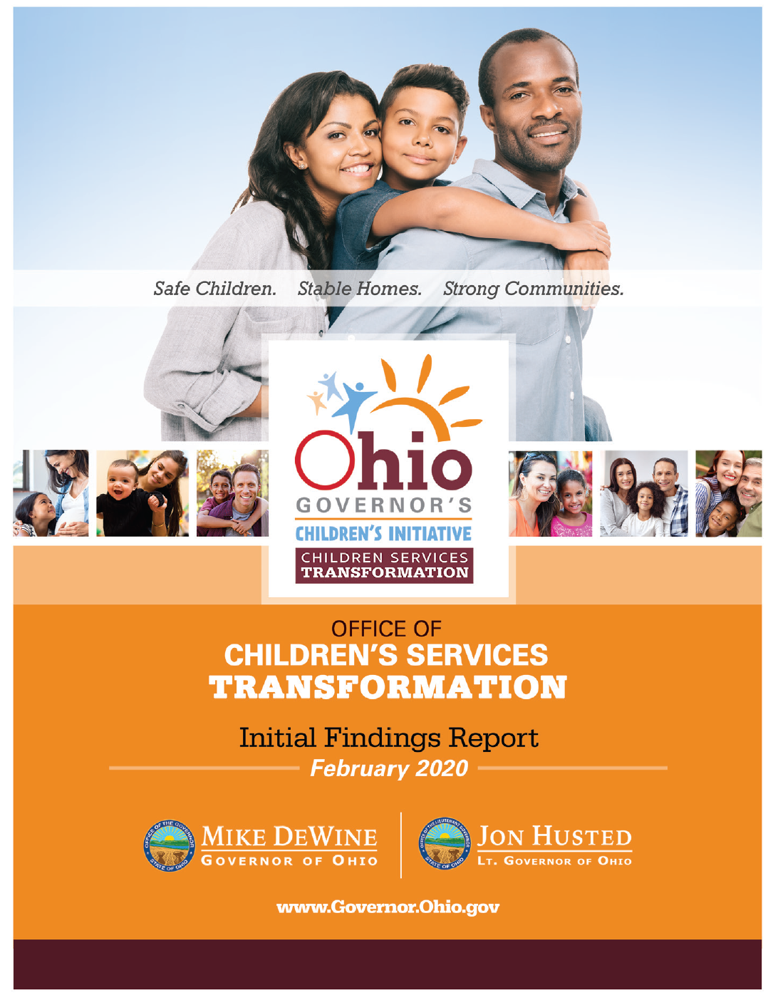 Safe Children. Stable Homes. Strong Communities.
Ohio
GOVERNOR'S
CHILDREN'S INITIATIVE
CHILDREN SERVICES
TRANSFORMATION
OFFICE OF
CHILDREN'S SERVICES
TRANSFORMATION
Initial Findings Report
February 2020
OFFICE OF THE GOVERNOR
STATE OF OHIO
MIKE DEWINE
GOVERNOR OF OHIO
OFFICE OF THE LIEUTENANT GOVERNOR
STATE OF OHIO
JON HUSTED
LT. GOVERNOR OF OHIO
www.Governor.Ohio.gov